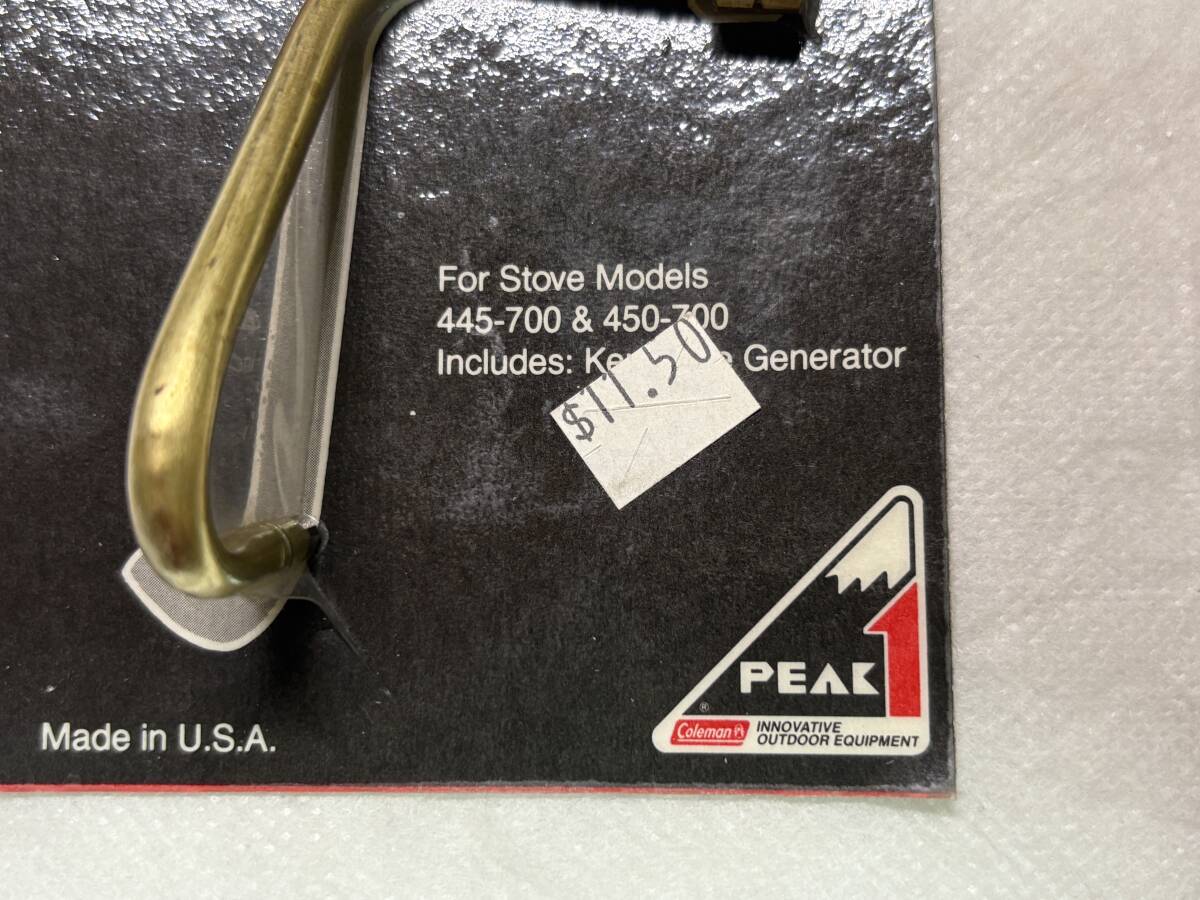 For Stove Models
445-700 & 450-700
Includes: Generator
$11.50
PEAK 1
®
Coleman INNOVATIVE
OUTDOOR EQUIPMENT
Made in U.S.A.